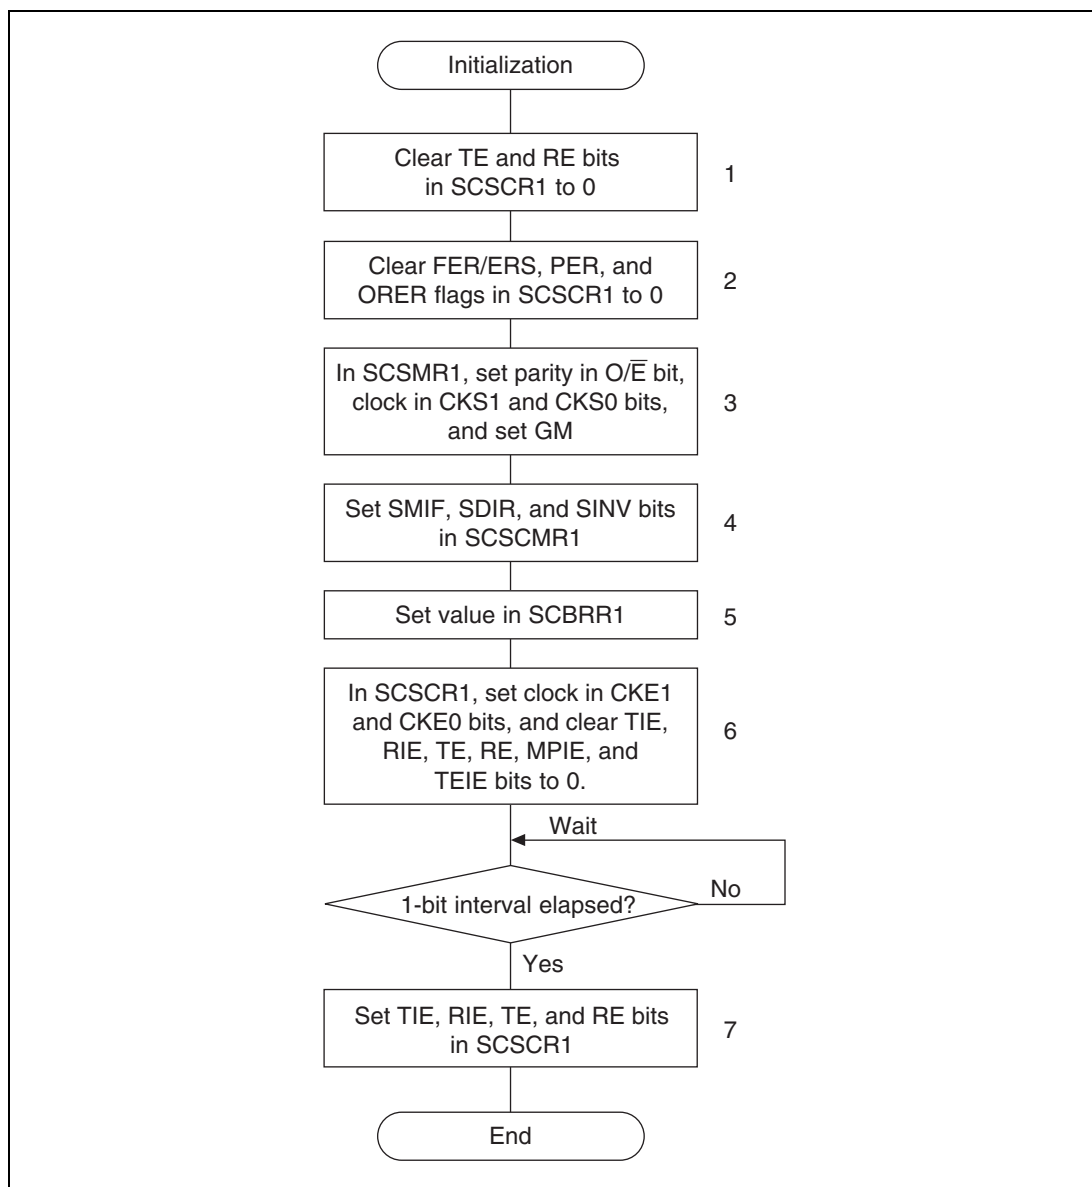 Initialization
Clear TE and RE bits
in SCSCR1 to 0
1
Clear FER/ERS, PER, and
ORER flags in SCSCR1 to 0
2
In SCSMR1, set parity in O/E̅ bit,
clock in CKS1 and CKS0 bits,
and set GM
3
Set SMIF, SDIR, and SINV bits
in SCSCMR1
4
Set value in SCBRR1
5
In SCSCR1, set clock in CKE1
and CKE0 bits, and clear TIE,
RIE, TE, RE, MPIE, and
TEIE bits to 0.
6
Wait
1-bit interval elapsed?
No
Yes
Set TIE, RIE, TE, and RE bits
in SCSCR1
7
End